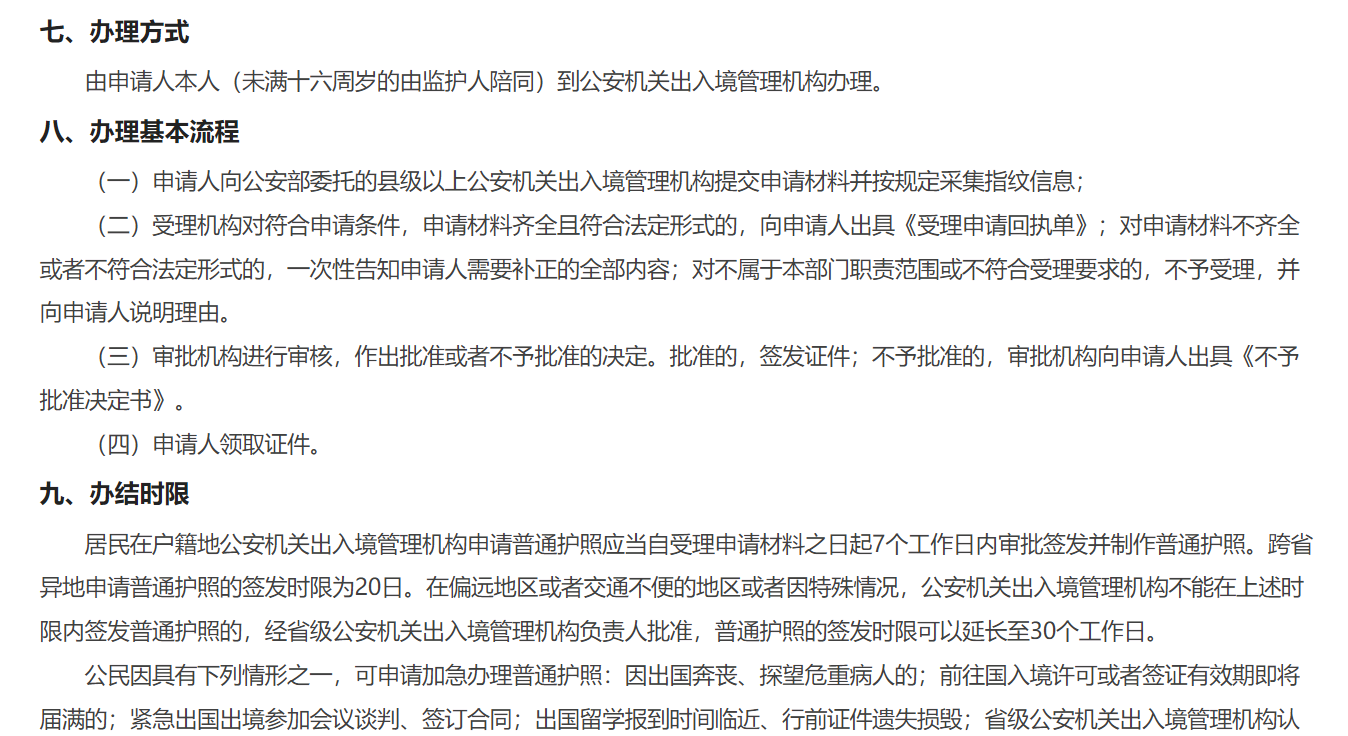 七、办理方式
由申请人本人（未满十六周岁的由监护人陪同）到公安机关出入境管理机构办理。
八、办理基本流程
（一）申请人向公安部委托的县级以上公安机关出入境管理机构提交申请材料并按规定采集指纹信息；
（二）受理机构对符合申请条件，申请材料齐全且符合法定形式的，向申请人出具《受理申请回执单》；对申请材料不齐全
或者不符合法定形式的，一次性告知申请人需要补正的全部内容；对不属于本部门职责范围或不符合受理要求的，不予受理，并
向申请人说明理由。
（三）审批机构进行审核，作出批准或者不予批准的决定。批准的，签发证件；不予批准的，审批机构向申请人出具《不予
批准决定书》。
（四）申请人领取证件。
九、办结时限
居民在户籍地公安机关出入境管理机构申请普通护照应当自受理申请材料之日起7个工作日内审批签发并制作普通护照。跨省
异地申请普通护照的签发时限为20日。在偏远地区或者交通不便的地区或者因特殊情况，公安机关出入境管理机构不能在上述时
限内签发普通护照的，经省级公安机关出入境管理机构负责人批准，普通护照的签发时限可以延长至30个工作日。
公民因具有下列情形之一，可申请加急办理普通护照：因出国奔丧、探望危重病人的；前往国入境许可或者签证有效期即将
届满的；紧急出国出境参加会议谈判、签订合同；出国留学报到时间临近、行前证件遗失损毁；省级公安机关出入境管理机构认